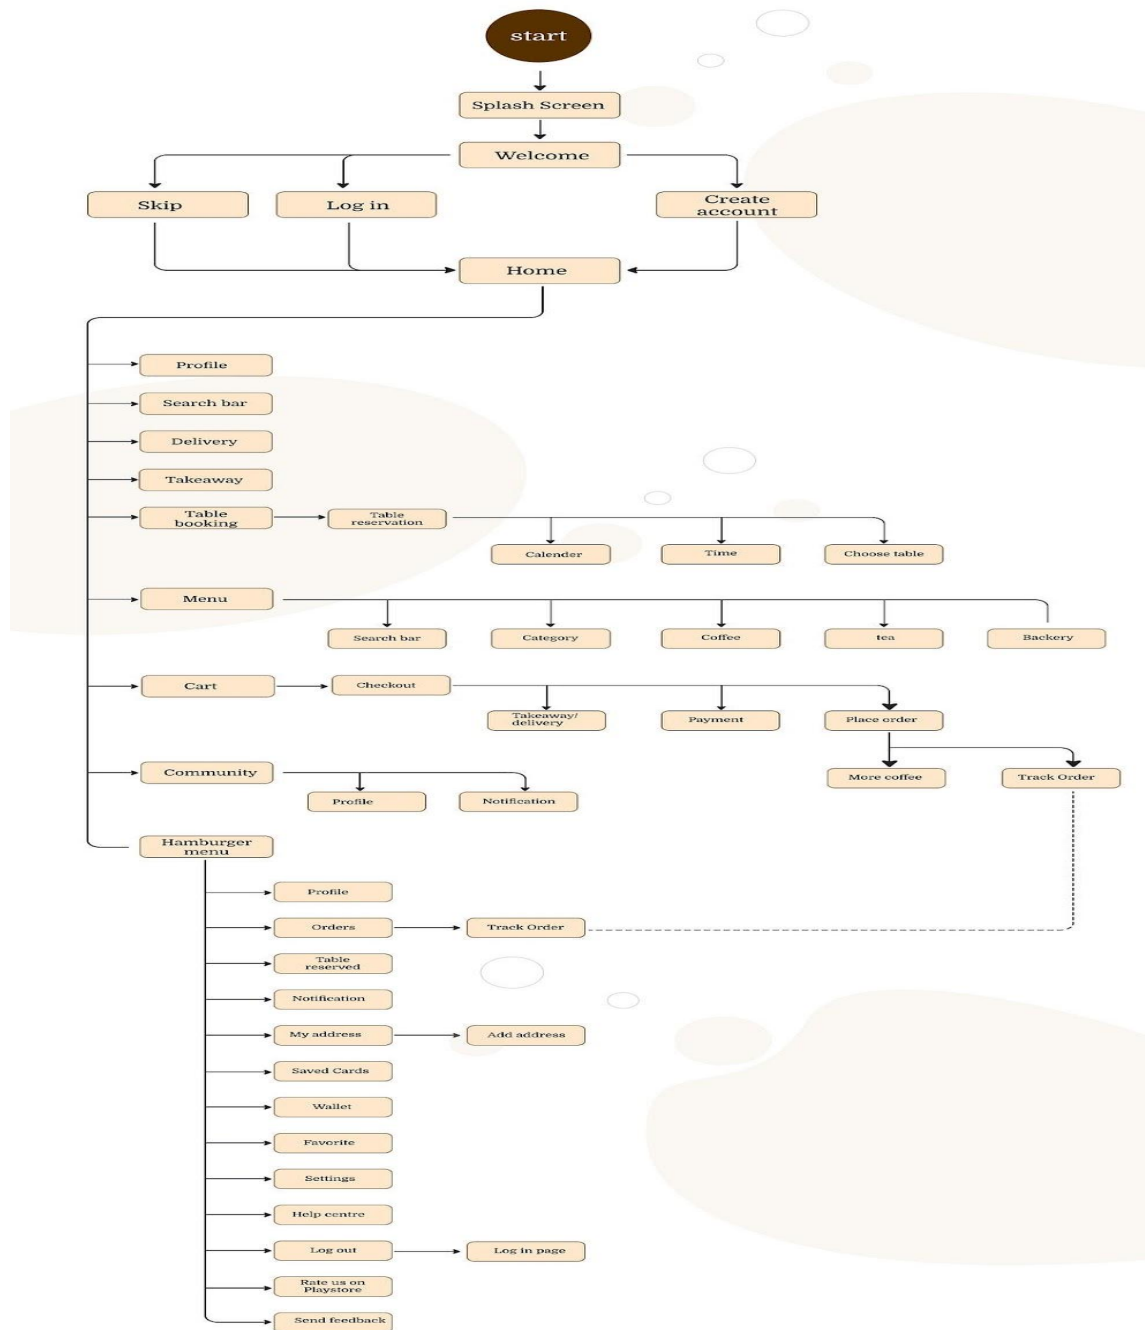 start
Splash Screen
Welcome
Skip
Log in
Create
account
Home
Profile
Search bar
Delivery
Takeaway
Table
booking
Table
reservation
Calender
Time
Choose table
Menu
Search bar
Category
Coffee
tea
Backery
Cart
Checkout
Takeaway/
delivery
Payment
Place order
More coffee
Track Order
Community
Profile
Notification
Hamburger
menu
Profile
Orders
Track Order
Table
reserved
Notification
My address
Add address
Saved Cards
Wallet
Favorite
Settings
Help centre
Log out
Log in page
Rate us on
Playstore
Send feedback